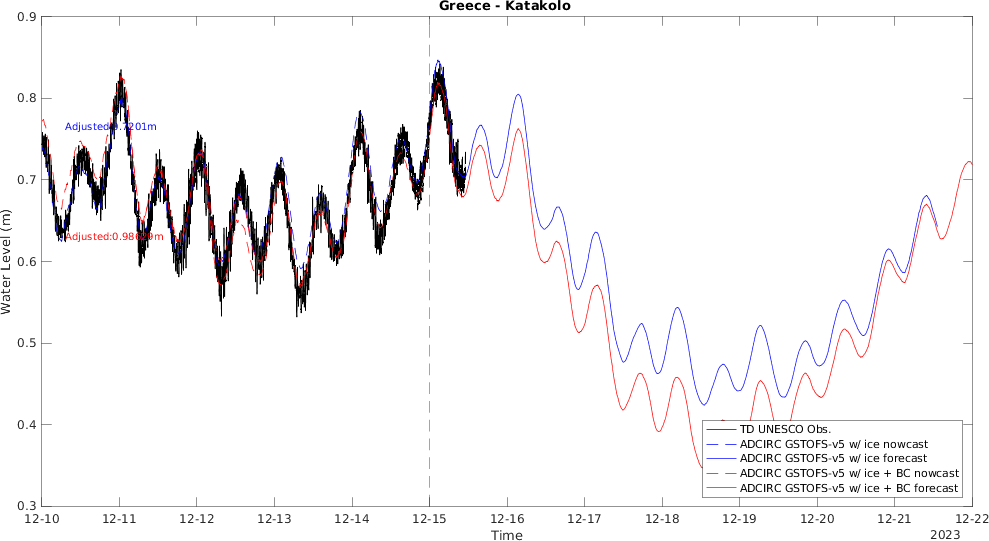 Greece - Katakolo
0.9
0.8
0.7
0.6
0.5
0.4
0.3
Water Level (m)
12-10
12-11
12-12
12-13
12-14
12-15
12-16
12-17
12-18
12-19
12-20
12-21
12-22
Time
2023
TD UNESCO Obs.
ADCIRC GSTOFS-v5 w/ ice nowcast
ADCIRC GSTOFS-v5 w/ ice forecast
ADCIRC GSTOFS-v5 w/ ice + BC nowcast
ADCIRC GSTOFS-v5 w/ ice + BC forecast